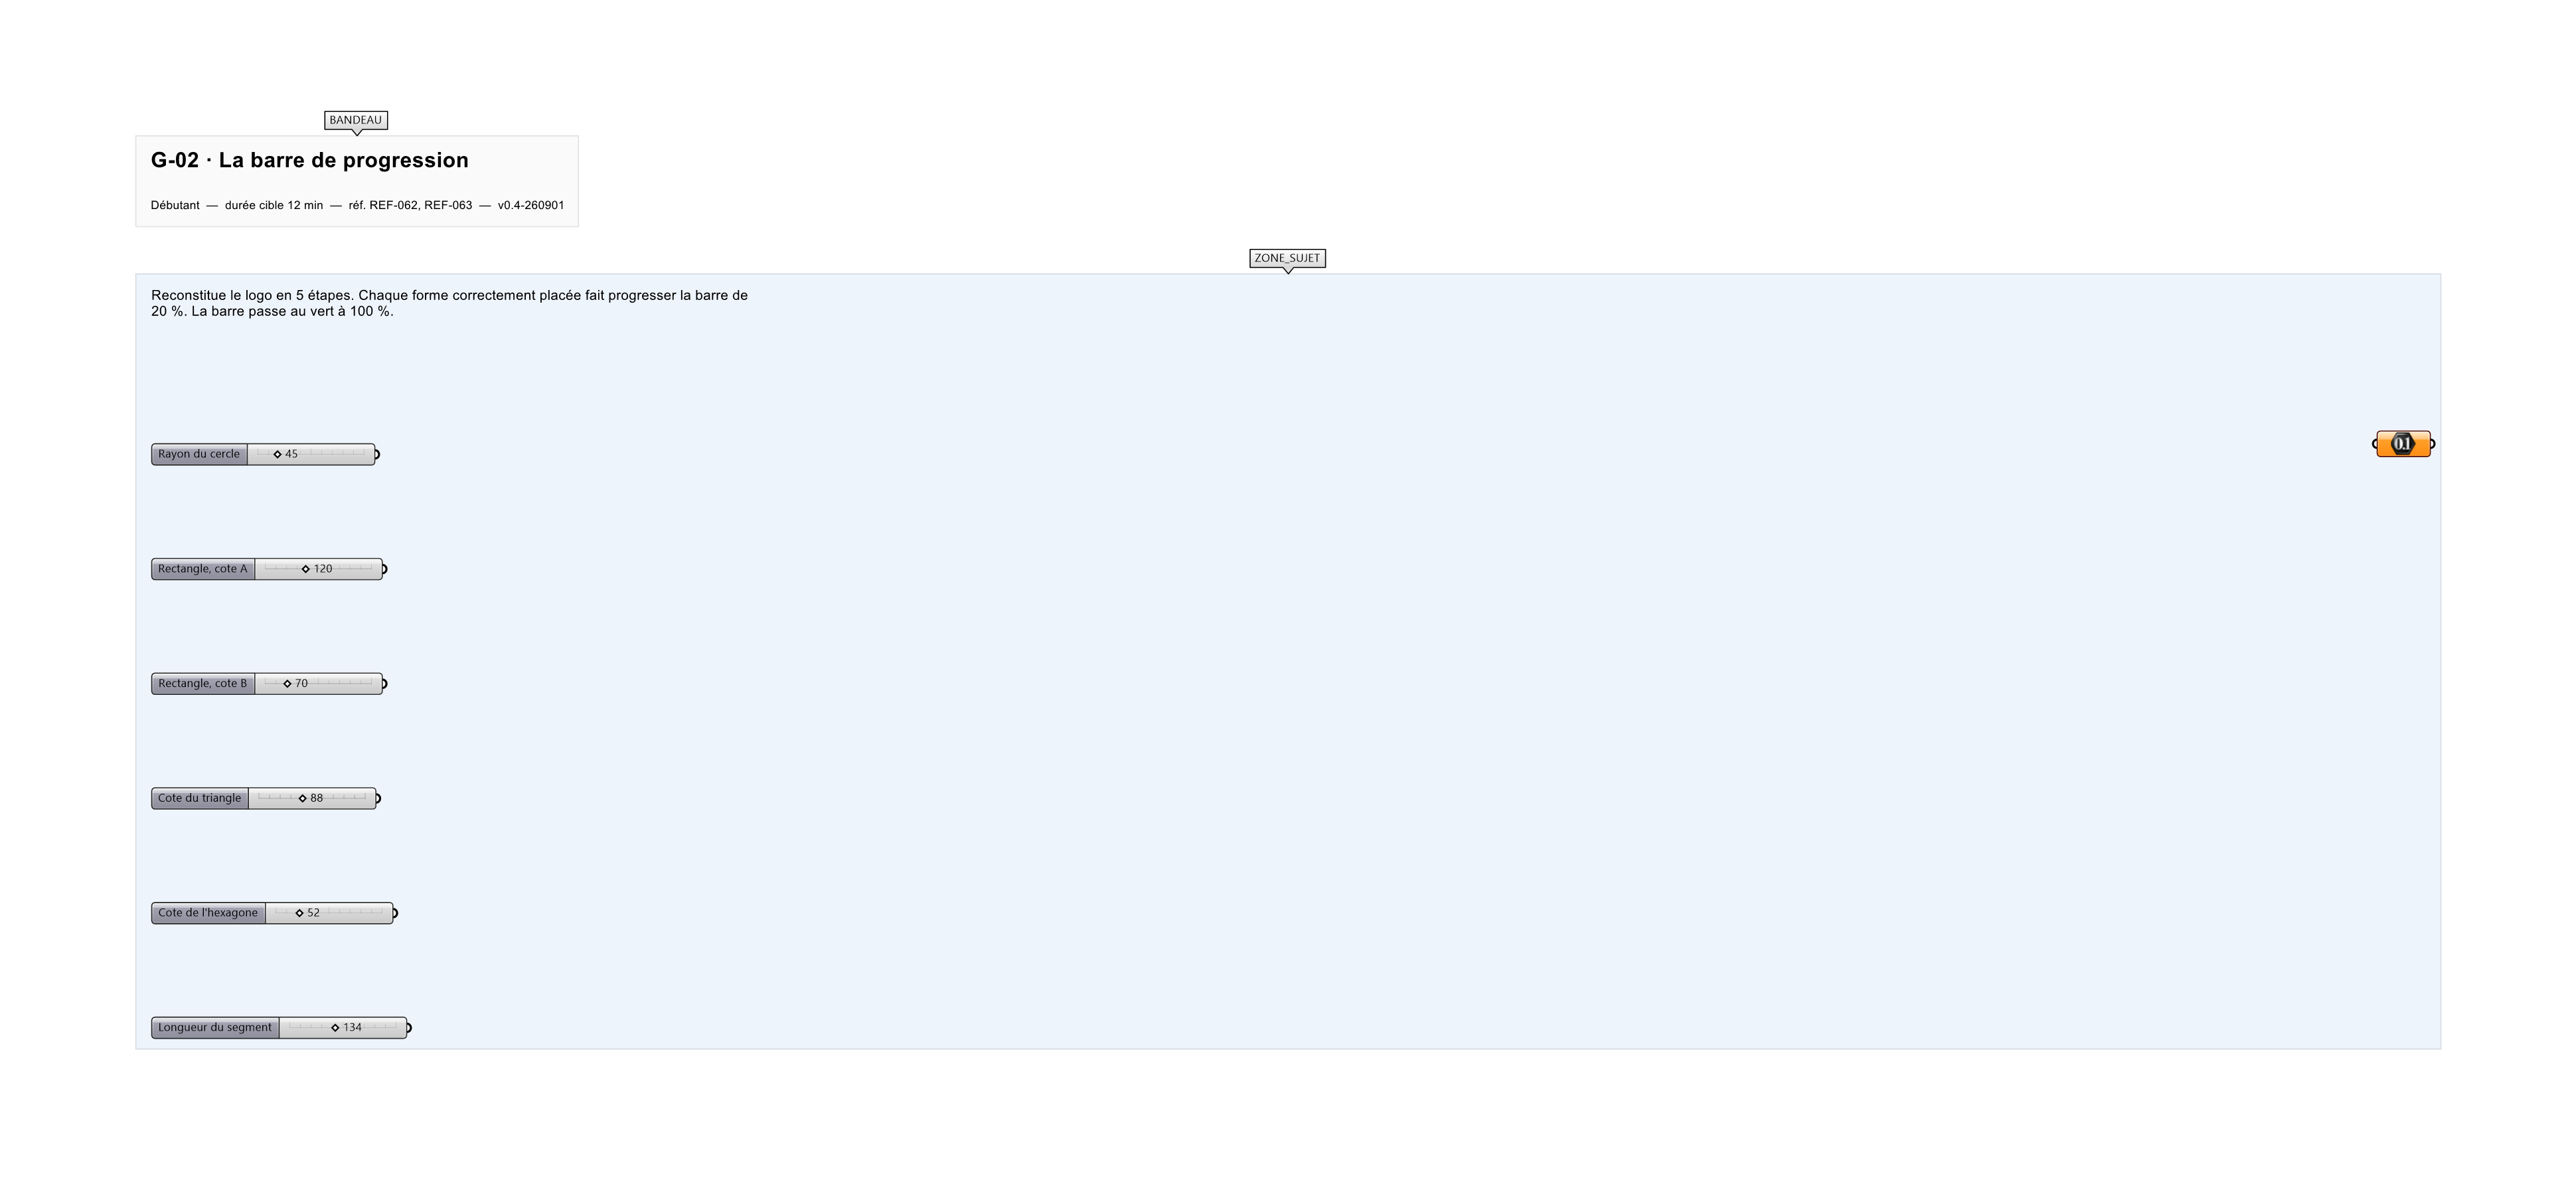 BANDEAU
G-02 · La barre de progression
Débutant — durée cible 12 min — réf. REF-062, REF-063 — v0.4-260901
ZONE_SUJET
Reconstitue le logo en 5 étapes. Chaque forme correctement placée fait progresser la barre de
20 %. La barre passe au vert à 100 %.
Rayon du cercle 45
0.1
Rectangle, cote A 120
Rectangle, cote B 70
Cote du triangle 88
Cote de l'hexagone 52
Longueur du segment 134